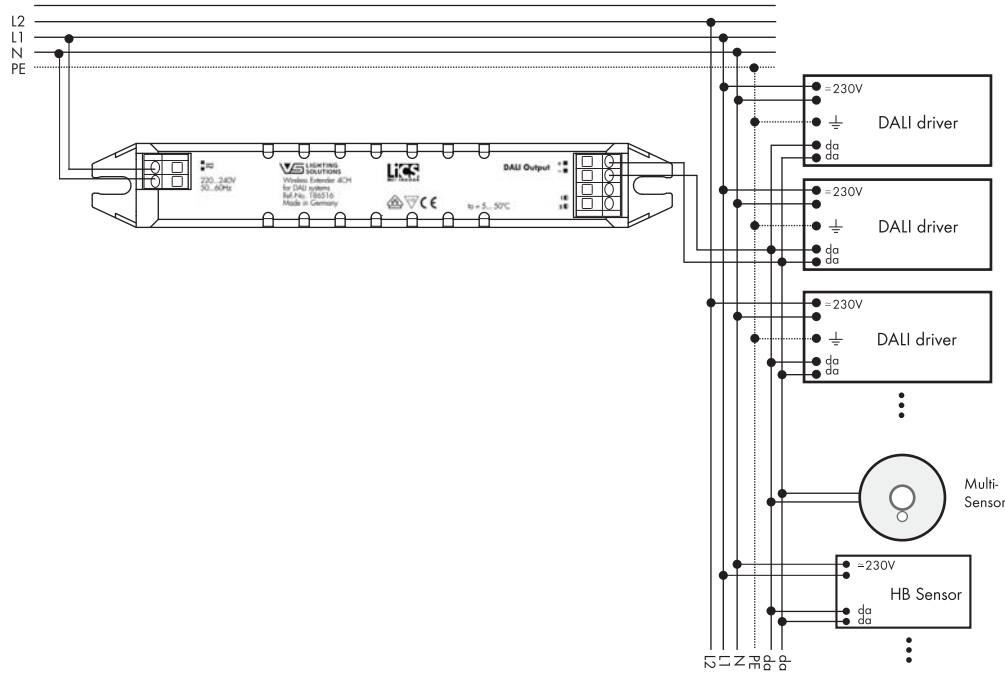 L2
L1
N
PE
220...240V
50...60Hz
VS LIGHTING
SOLUTIONS
Wireless Extender 4CH
for DALI systems
Ref.-No. 186516
Made in Germany
LiCS
CE
DALI Output
ta = 5... 50°C
=230V
DALI driver
da
da
=230V
DALI driver
da
da
=230V
DALI driver
da
da
Multi-
Sensor
=230V
HB Sensor
da
da
L2
L1
N
PE
da
da